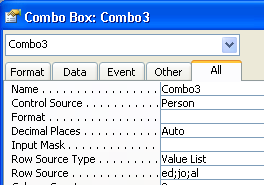 Combo Box: Combo3
Combo3
Format Data Event Other All
Name . . . . . . . . . . . . . . . . . . Combo3
Control Source . . . . . . . . . . . Person
Format . . . . . . . . . . . . . . . . .
Decimal Places . . . . . . . . . . . Auto
Input Mask . . . . . . . . . . . . . .
Row Source Type . . . . . . . . . Value List
Row Source . . . . . . . . . . . . . ed;jo;al